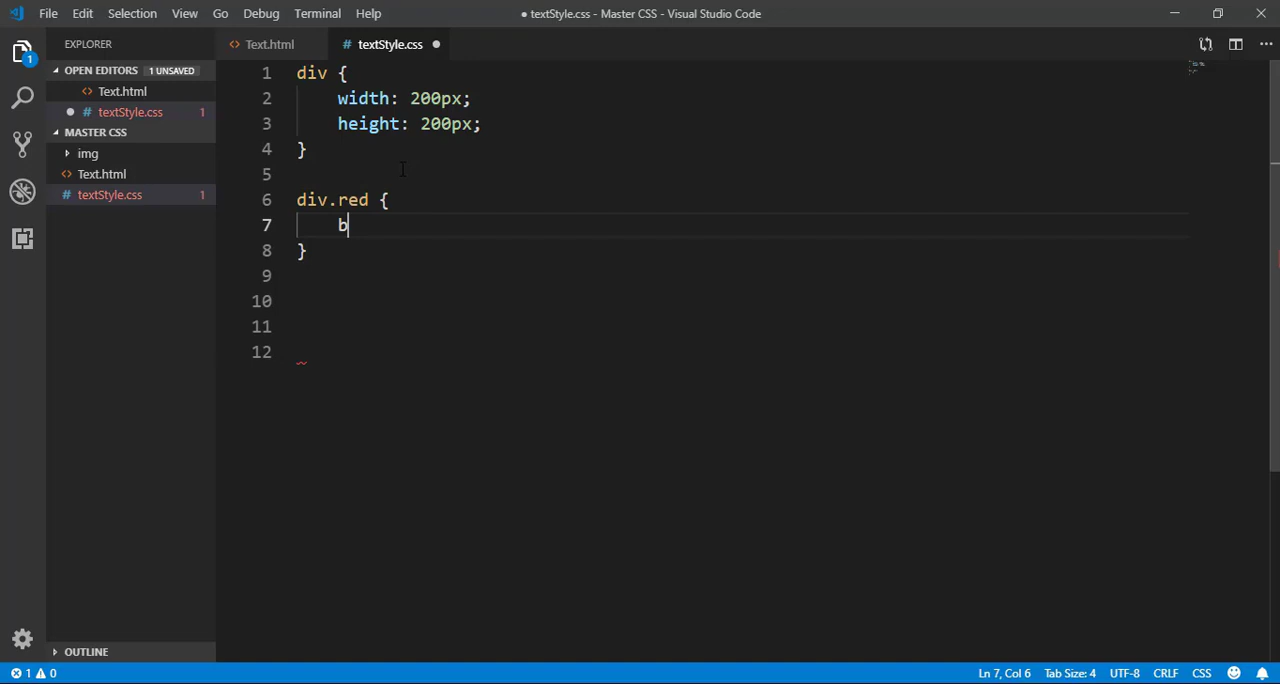 File Edit Selection View Go Debug Terminal Help
● textStyle.css - Master CSS - Visual Studio Code
EXPLORER
OPEN EDITORS 1 UNSAVED
Text.html
# textStyle.css 1
MASTER CSS
img
Text.html
# textStyle.css 1
OUTLINE
1
Text.html
# textStyle.css ●
1 div {
2 width: 200px;
3 height: 200px;
4 }
5
6 div.red {
7 b
8 }
9
10
11
12
1 0
Ln 7, Col 6 Tab Size: 4 UTF-8 CRLF CSS